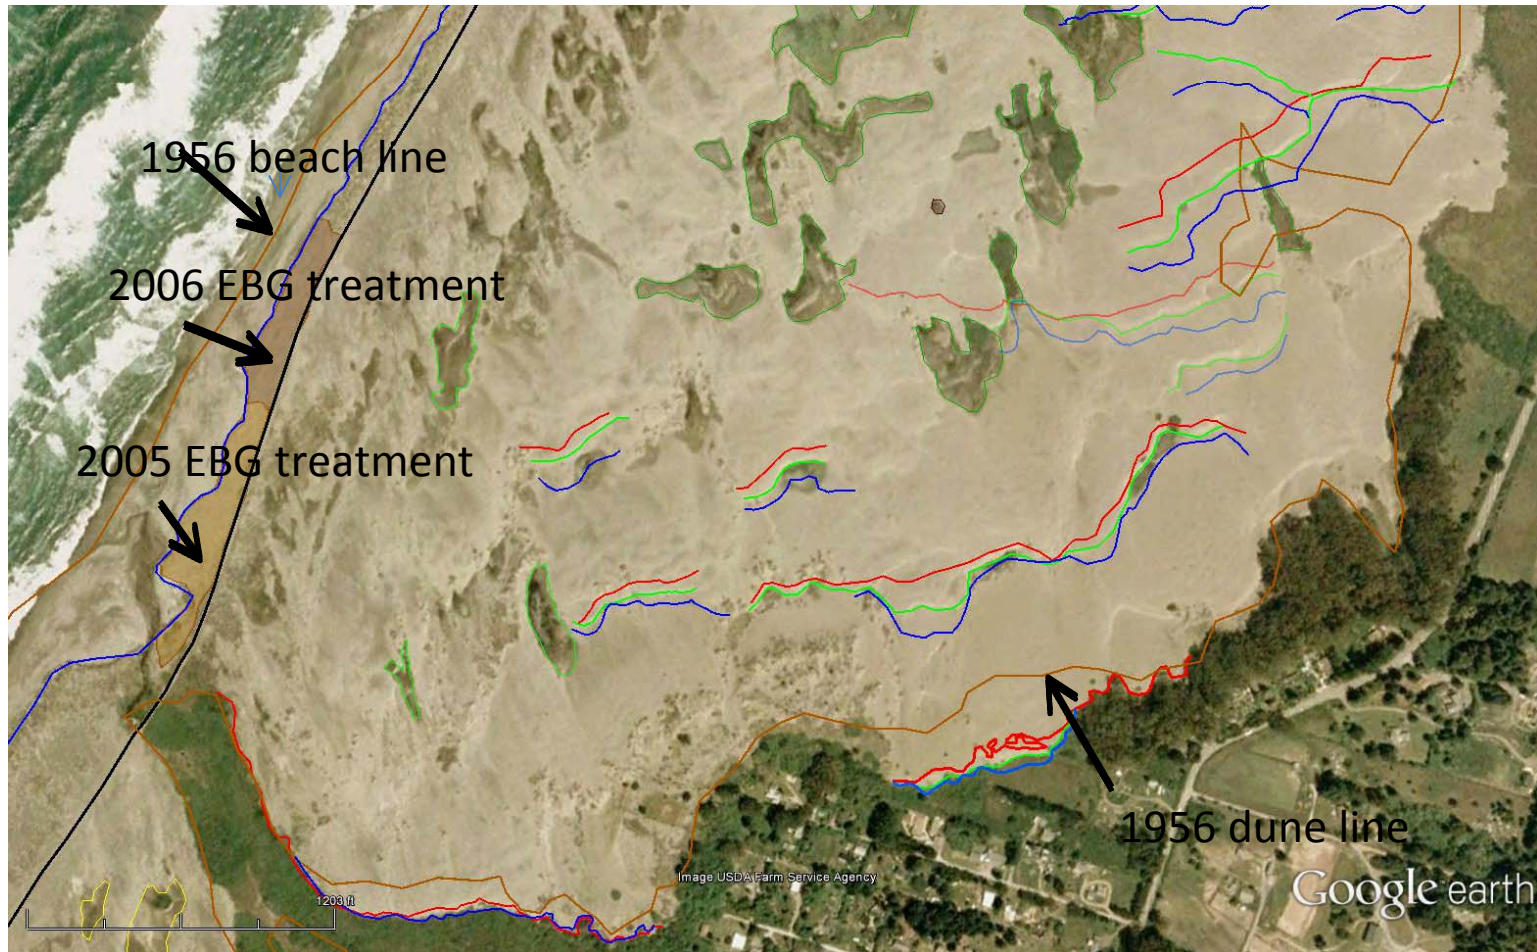 1956 beach line
2006 EBG treatment
2005 EBG treatment
1956 dune line
Image USDA Farm Service Agency
1203 ft
Google earth